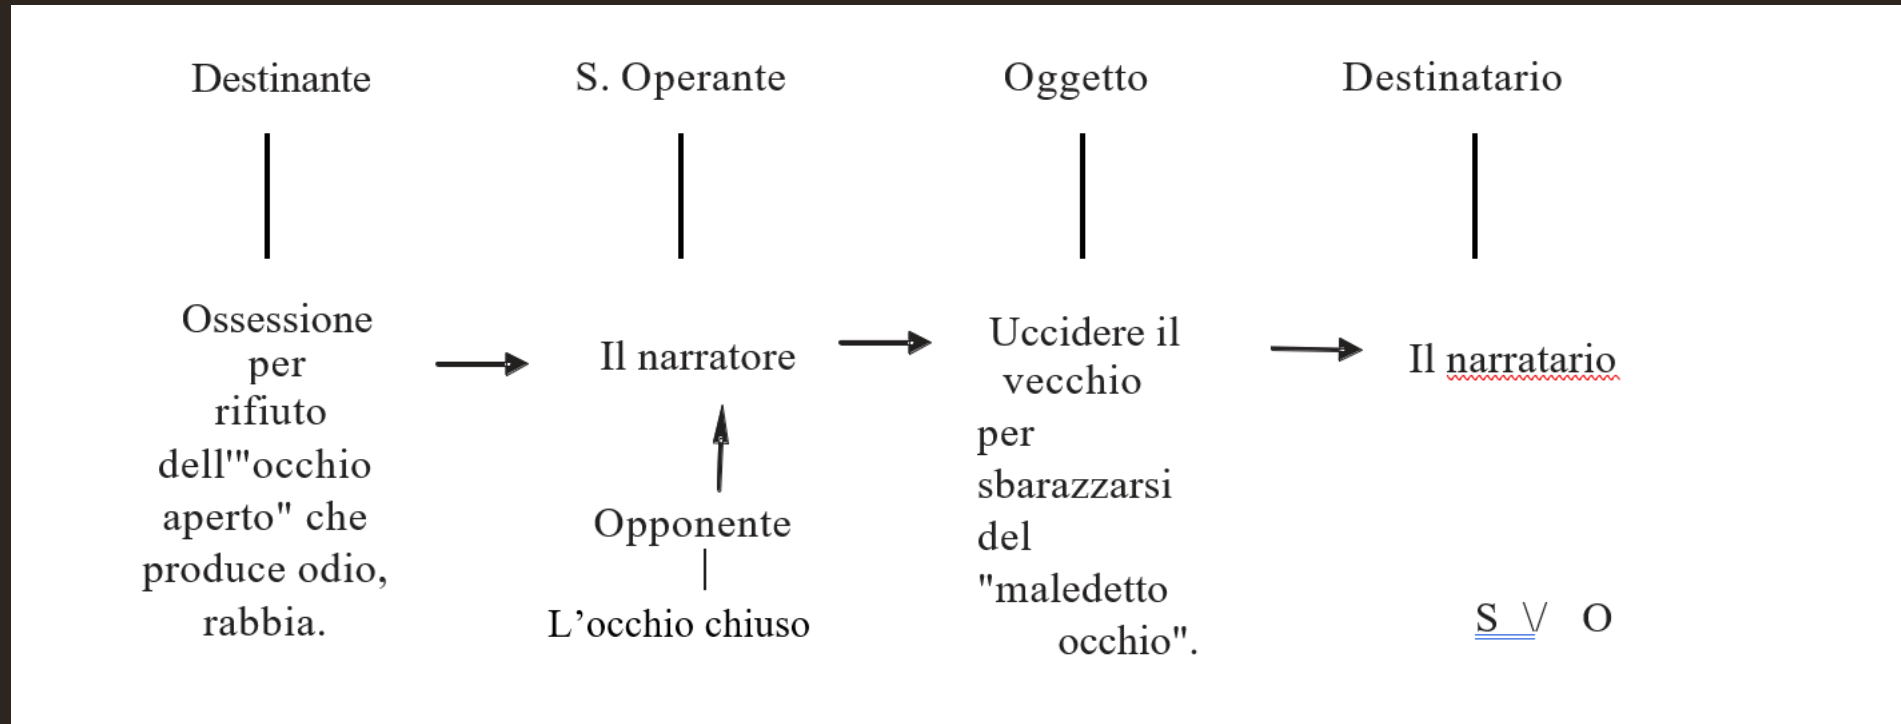 Destinante
S. Operante
Oggetto
Destinatario
Ossessione
per
rifiuto
dell'"occhio
aperto" che
produce odio,
rabbia.
Il narratore
Opponente
L’occhio chiuso
Uccidere il
vecchio
per
sbarazzarsi
del
"maledetto
occhio".
Il narratario
S \/ O